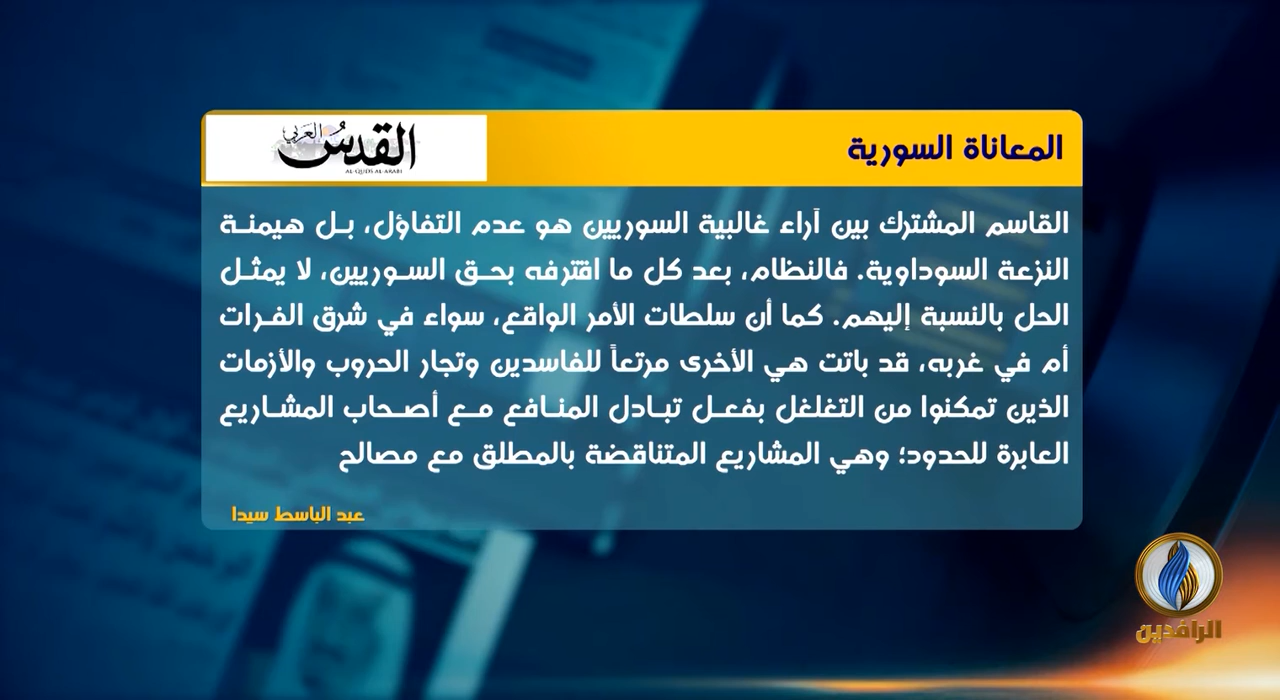 المعاناة السورية
القدس العربي
AL-QUDS AL-ARABI
القاسم المشترك بين آراء غالبية السوريين هو عدم التفاؤل، بل هيمنة
النزعة السوداوية. فالنظام، بعد كل ما اقترفه بحق السوريين، لا يمثل
الحل بالنسبة إليهم. كما أن سلطات الأمر الواقع، سواء في شرق الفرات
أم في غربه، قد باتت هي الأخرى مرتعاً للفاسدين وتجار الحروب والأزمات
الذين تمكنوا من التغلغل بفعل تبادل المنافع مع أصحاب المشاريع
العابرة للحدود؛ وهي المشاريع المتناقضة بالمطلق مع مصالح
عبد الباسط سيدا
الرافدين